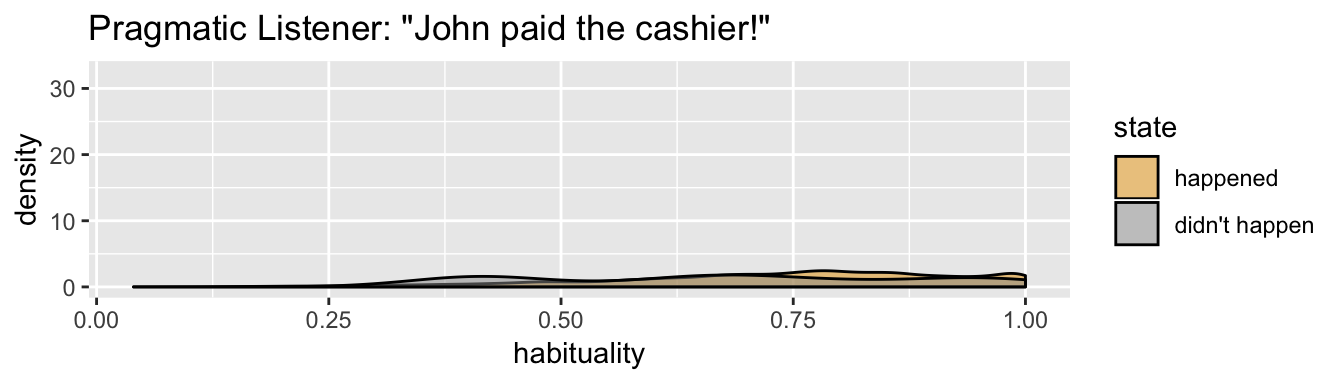 Pragmatic Listener: "John paid the cashier!"
30
20
10
0
density
0.00 0.25 0.50 0.75 1.00
habituality
state
happened
didn't happen